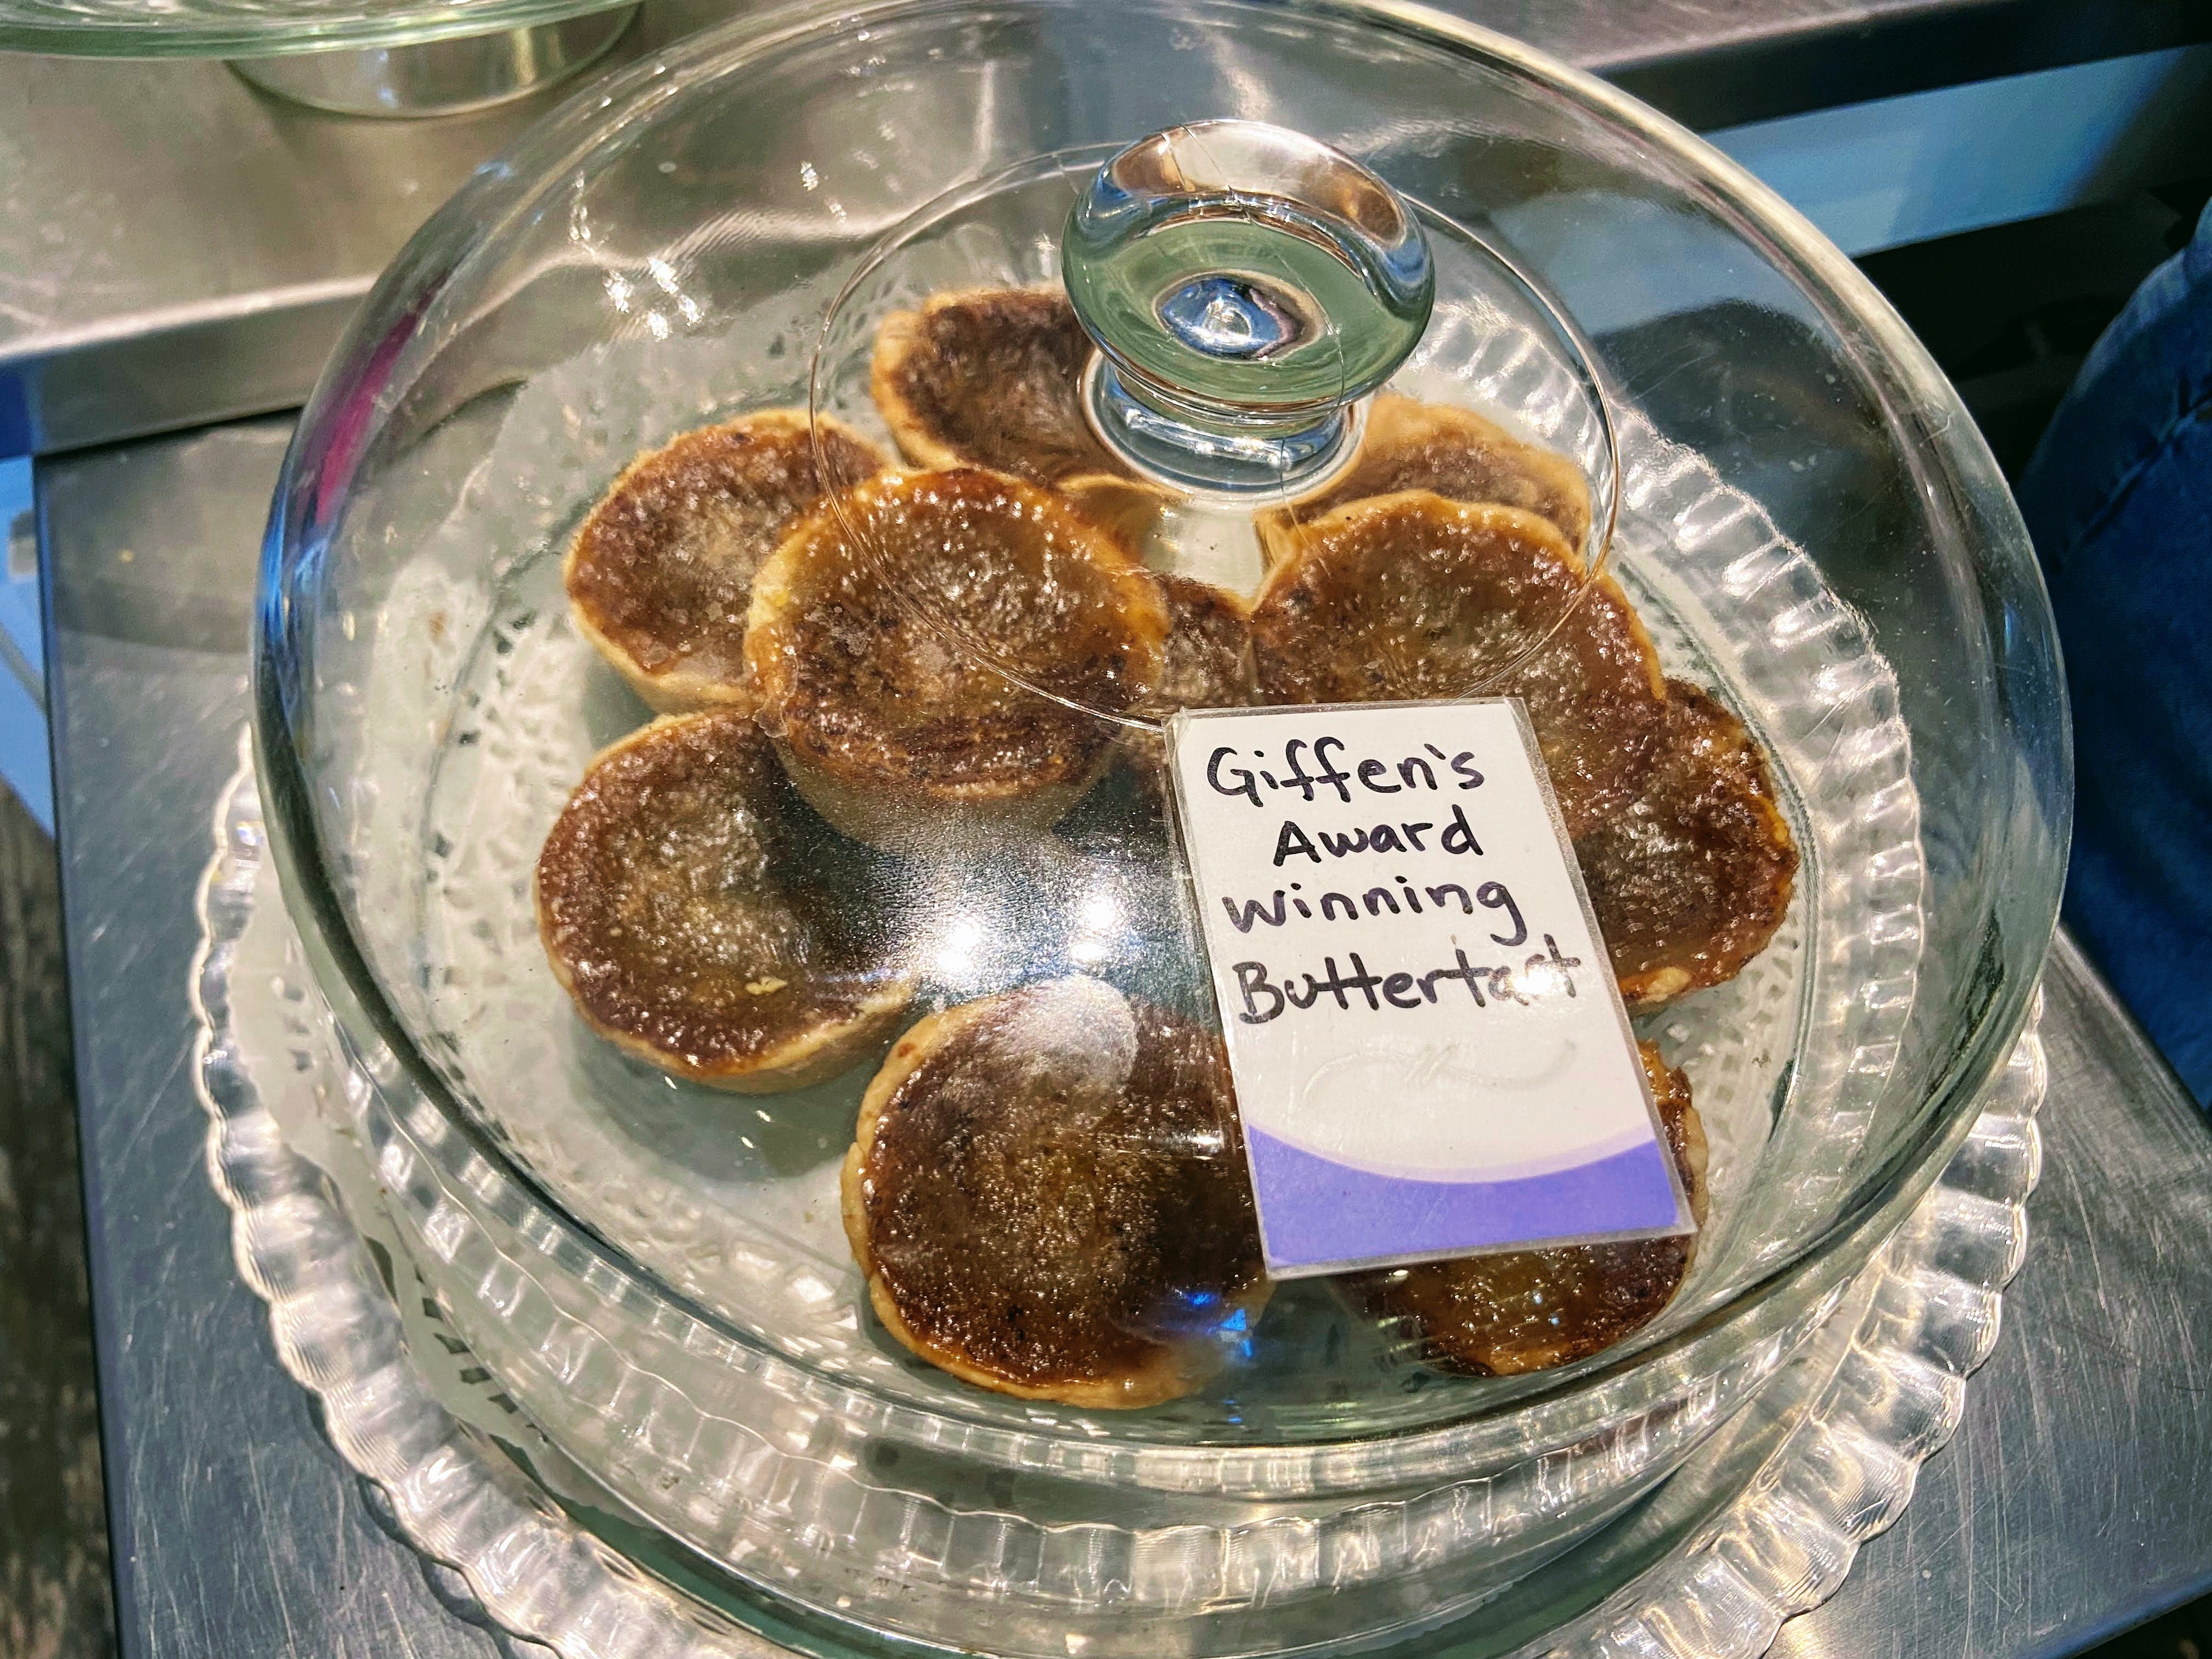 Giffen's
Award
winning
Buttertart